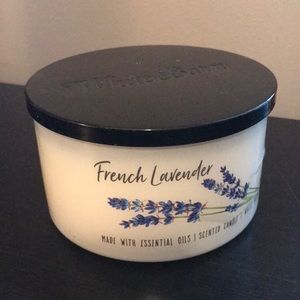 French Lavender
MADE WITH ESSENTIAL OILS | SCENTED CANDLE |